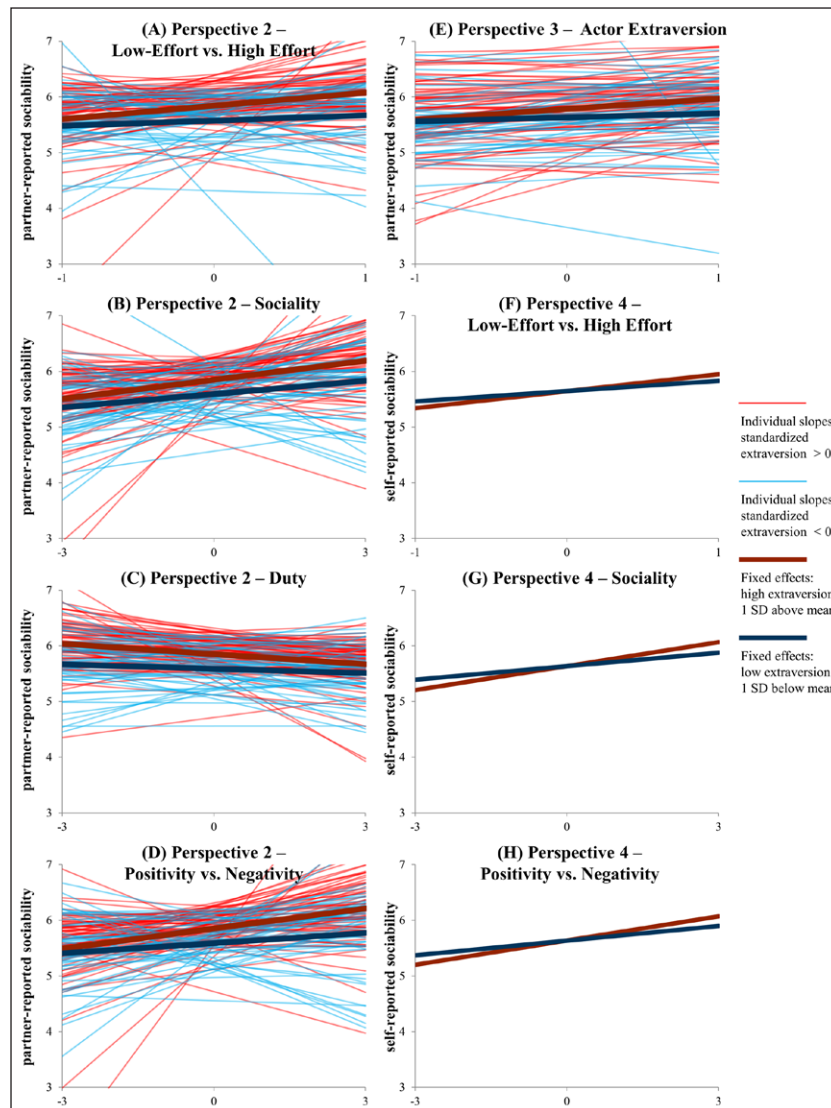 (A) Perspective 2 –
Low-Effort vs. High Effort
partner-reported sociability
7
6
5
4
3
-1
0
1
(B) Perspective 2 – Sociality
partner-reported sociability
7
6
5
4
3
-3
0
3
(C) Perspective 2 – Duty
partmer-reported sociability
7
6
5
4
3
-3
0
3
(D) Perspective 2 –
Positivity vs. Negativity
partner-reported sociability
7
6
5
4
3
-3
0
3
(E) Perspective 3 – Actor Extraversion
partner-reported sociability
7
6
5
4
3
-1
0
1
(F) Perspective 4 –
Low-Effort vs. High Effort
self-reported sociability
7
6
5
4
3
-1
0
1
(G) Perspective 4 – Sociality
self-reported sociability
7
6
5
4
3
-3
0
3
(H) Perspective 4 –
Positivity vs. Negativity
self-reported sociability
7
6
5
4
3
-3
0
3
Individual slopes
standardized
extraversion > 0
Individual slopes
standardized
extraversion < 0
Fixed effects:
high extraversion
1 SD above mean
Fixed effects:
low extraversion
1 SD below mean